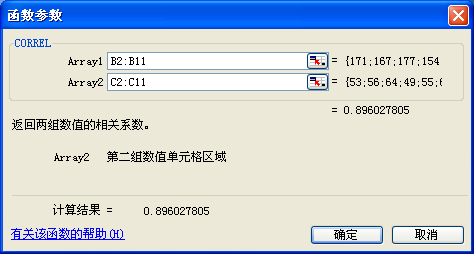 函数参数
CORREL
Array1 B2:B11 = {171;167;177;154
Array2 C2:C11 = {53;56;64;49;55;6
= 0.896027805
返回两组数值的相关系数。
Array2 第二组数值单元格区域
计算结果 = 0.896027805
有关该函数的帮助(H) 确定 取消